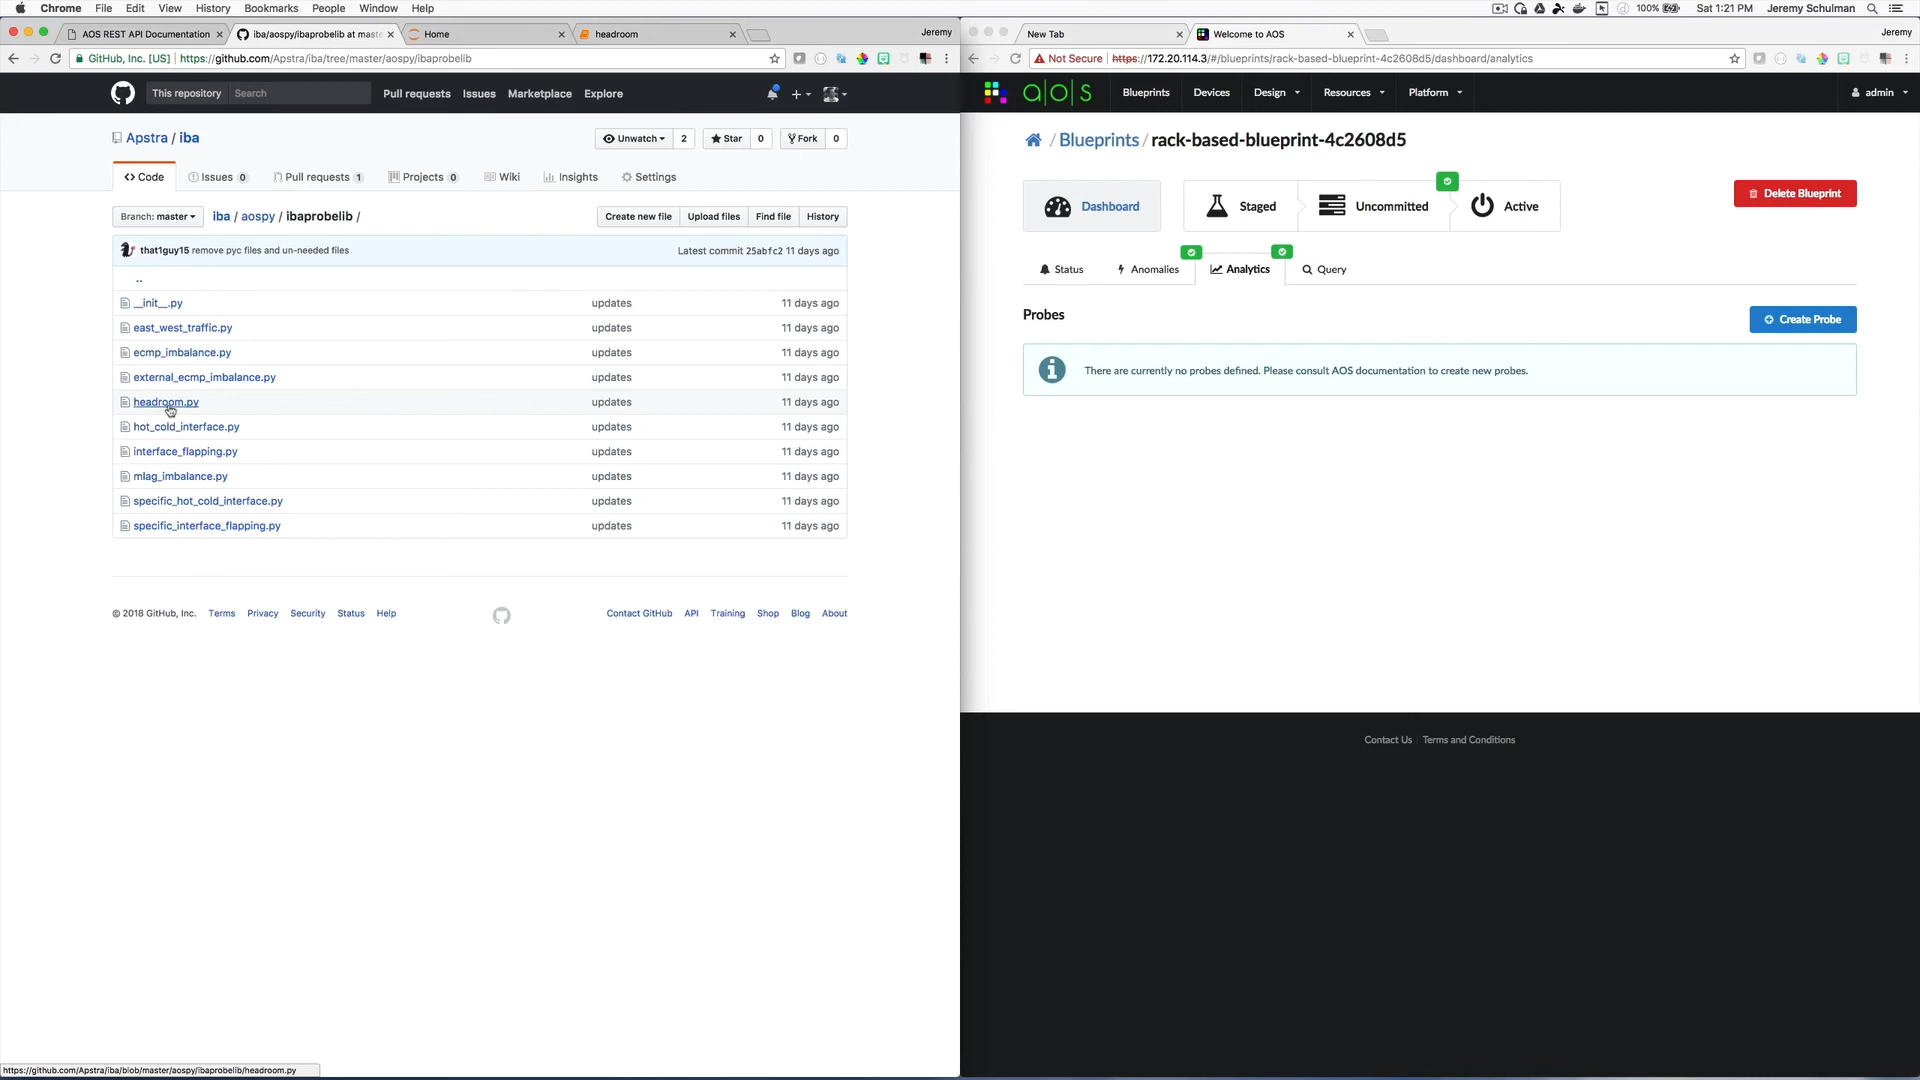 Chrome File Edit View History Bookmarks People Window Help
100% Sat 1:21 PM Jeremy Schulman
AOS REST API Documentation
iba/aospy/ibaprobelib at maste
Home
headroom
Jeremy
GitHub, Inc. [US] https://github.com/Apstra/iba/tree/master/aospy/ibaprobelib
This repository Search Pull requests Issues Marketplace Explore
Apstra / iba
Unwatch 2 Star 0 Fork 0
Code Issues 0 Pull requests 1 Projects 0 Wiki Insights Settings
Branch: master iba / aospy / ibaprobelib / Create new file Upload files Find file History
that1guy15 remove pyc files and un-needed files Latest commit 25abfc2 11 days ago
..
__init__.py updates 11 days ago
east_west_traffic.py updates 11 days ago
ecmp_imbalance.py updates 11 days ago
external_ecmp_imbalance.py updates 11 days ago
headroom.py updates 11 days ago
hot_cold_interface.py updates 11 days ago
interface_flapping.py updates 11 days ago
mlag_imbalance.py updates 11 days ago
specific_hot_cold_interface.py updates 11 days ago
specific_interface_flapping.py updates 11 days ago
© 2018 GitHub, Inc. Terms Privacy Security Status Help Contact GitHub API Training Shop Blog About
https://github.com/Apstra/iba/blob/master/aospy/ibaprobelib/headroom.py
New Tab
Welcome to AOS
Jeremy
Not Secure https://172.20.114.3/#/blueprints/rack-based-blueprint-4c2608d5/dashboard/analytics
a|o|s Blueprints Devices Design Resources Platform admin
/ Blueprints / rack-based-blueprint-4c2608d5
Dashboard Staged Uncommitted Active Delete Blueprint
Status Anomalies Analytics Query
Probes
Create Probe
There are currently no probes defined. Please consult AOS documentation to create new probes.
Contact Us Terms and Conditions